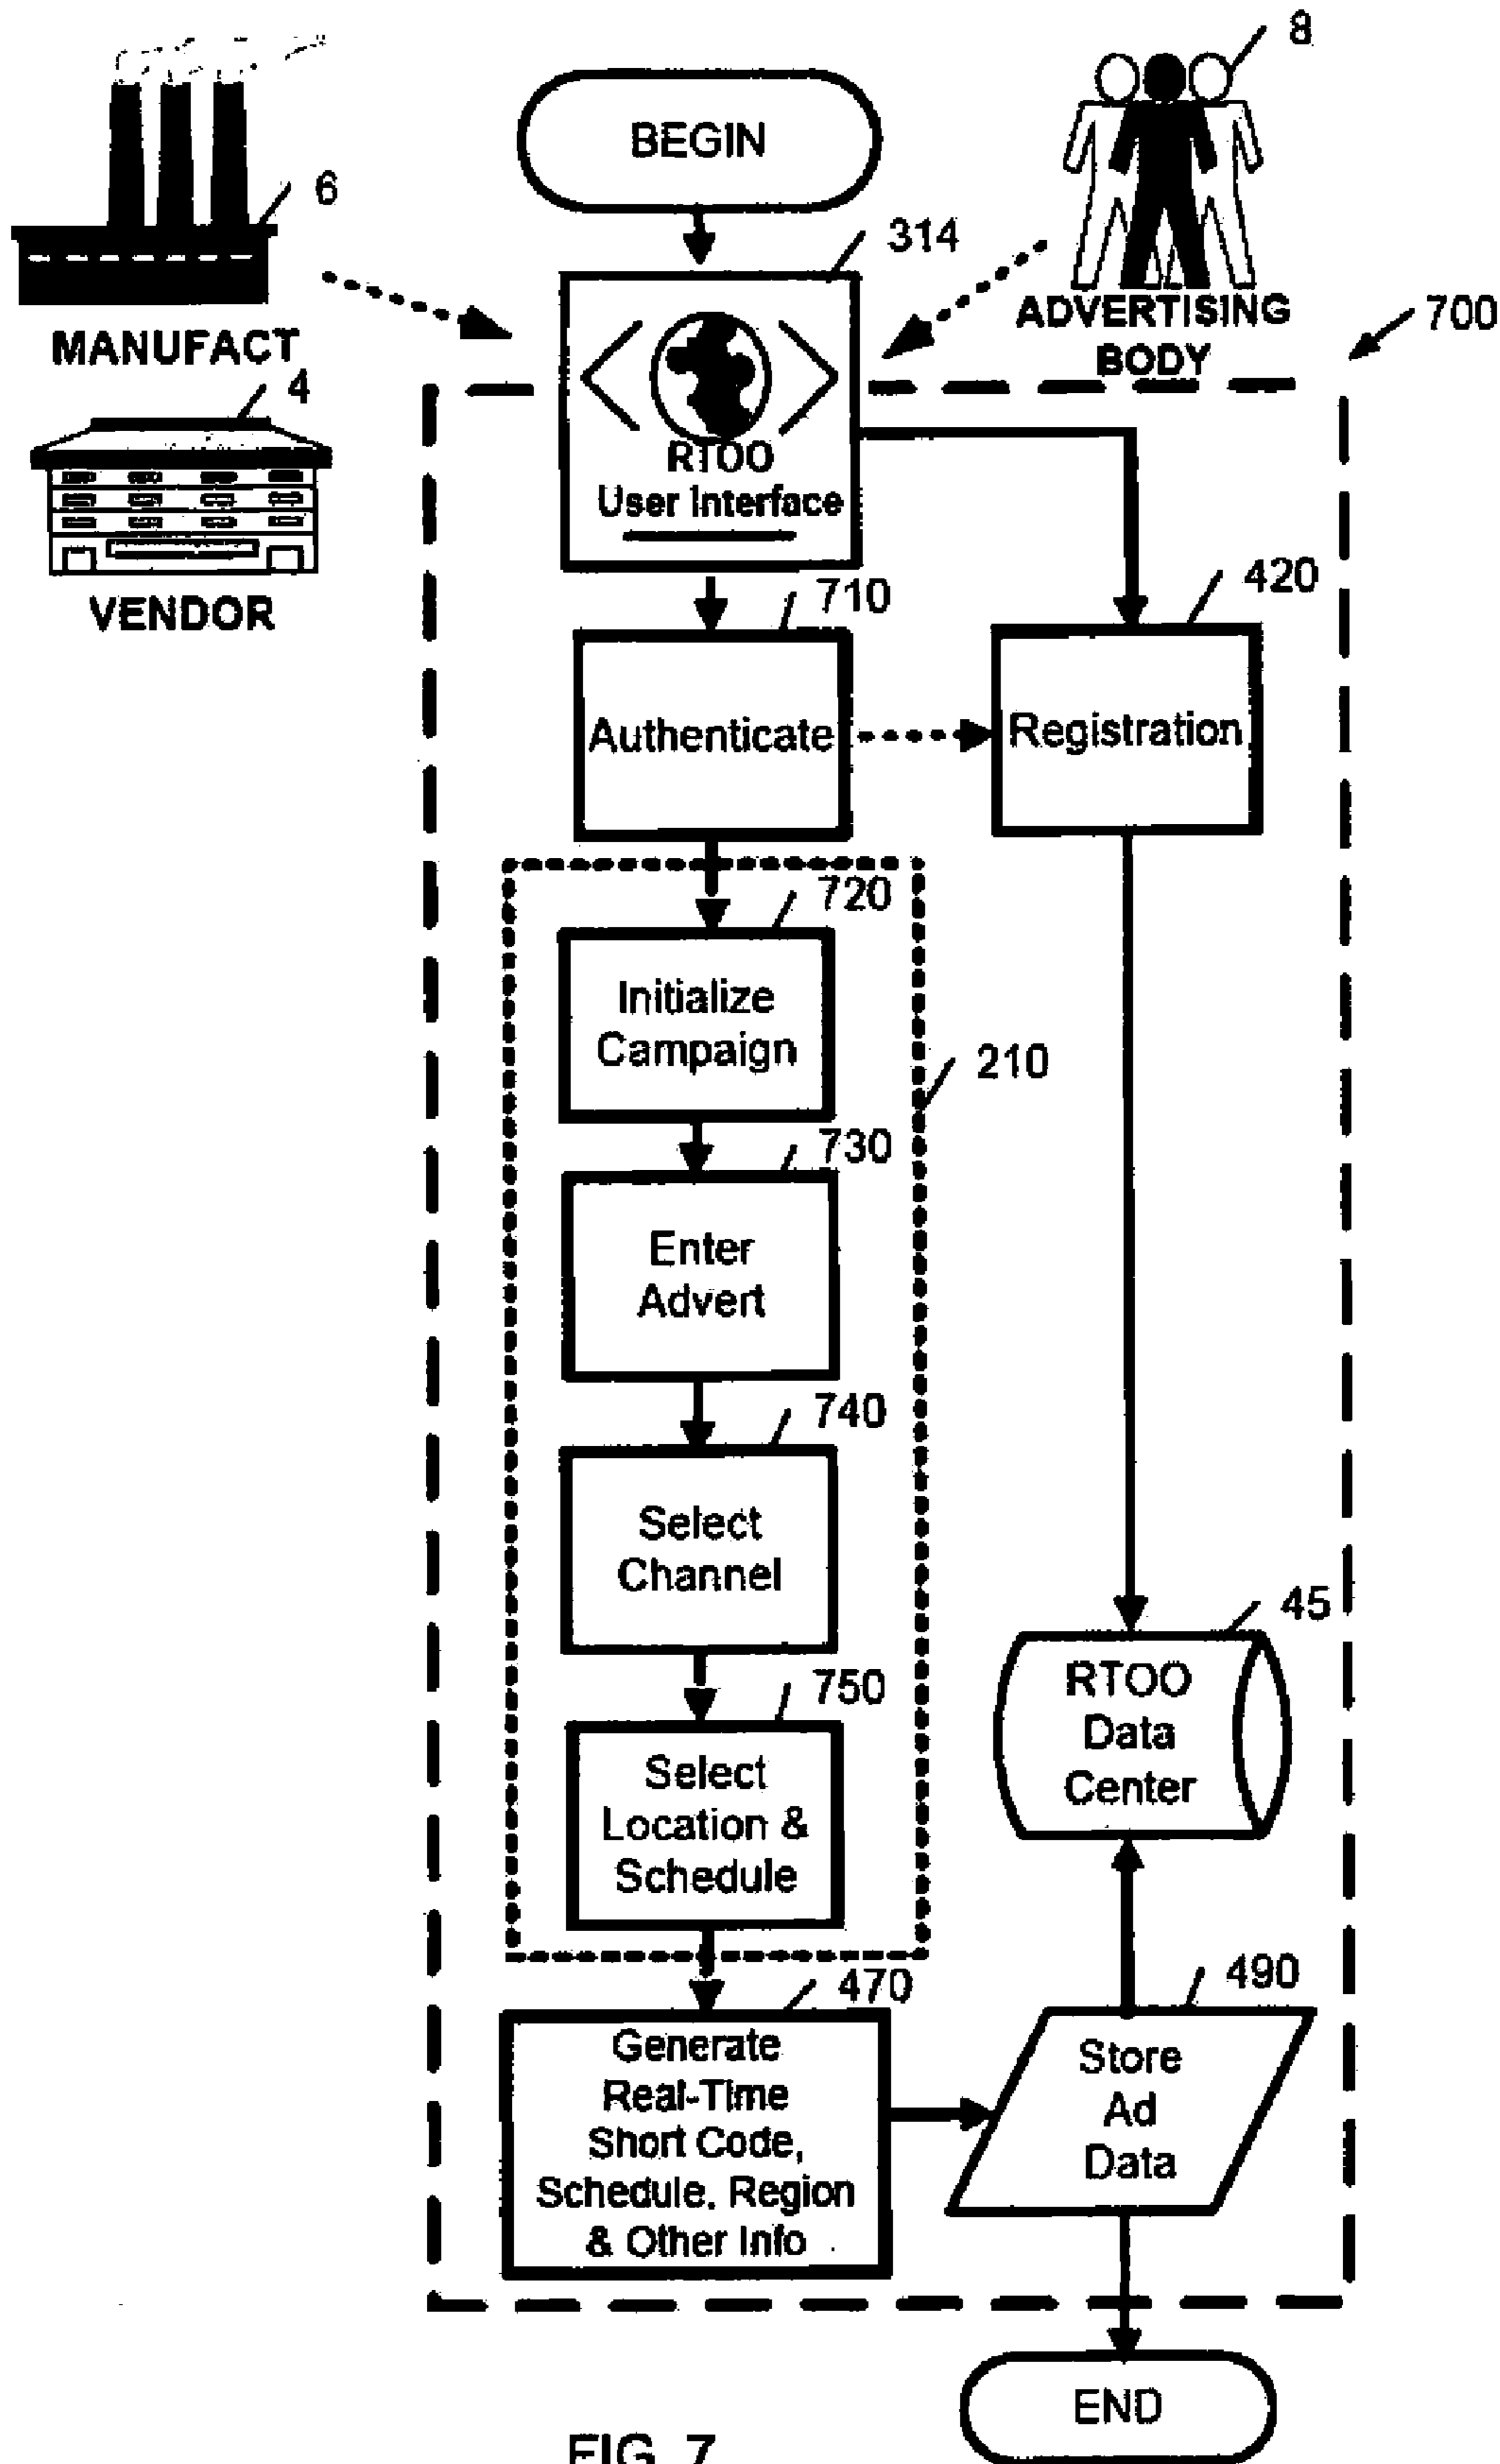 8
BEGIN
6
314
MANUFACT
ADVERTISING
BODY
700
4
RTOO
User Interface
VENDOR
710
420
Authenticate
Registration
720
Initialize
Campaign
210
730
Enter
Advert
740
Select
Channel
45
RTOO
Data
Center
750
Select
Location &
Schedule
470
490
Generate
Real-Time
Short Code,
Schedule, Region
& Other Info
Store
Ad
Data
END
FIG. 7